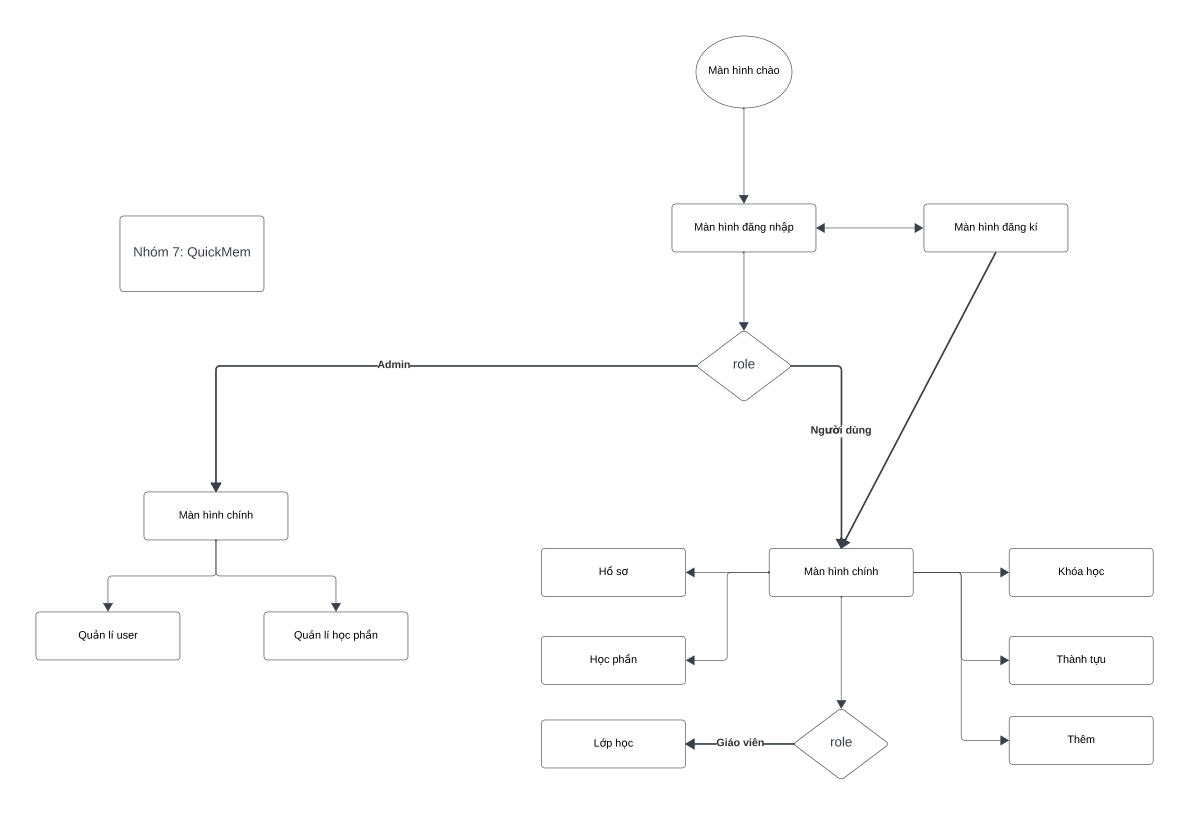 Màn hình chào
Màn hình đăng nhập
Màn hình đăng kí
Nhóm 7: QuickMem
role
Admin
Người dùng
Màn hình chính
Quản lí user
Quản lí học phần
Hồ sơ
Màn hình chính
Khóa học
Học phần
Thành tựu
Lớp học
Giáo viên
role
Thêm